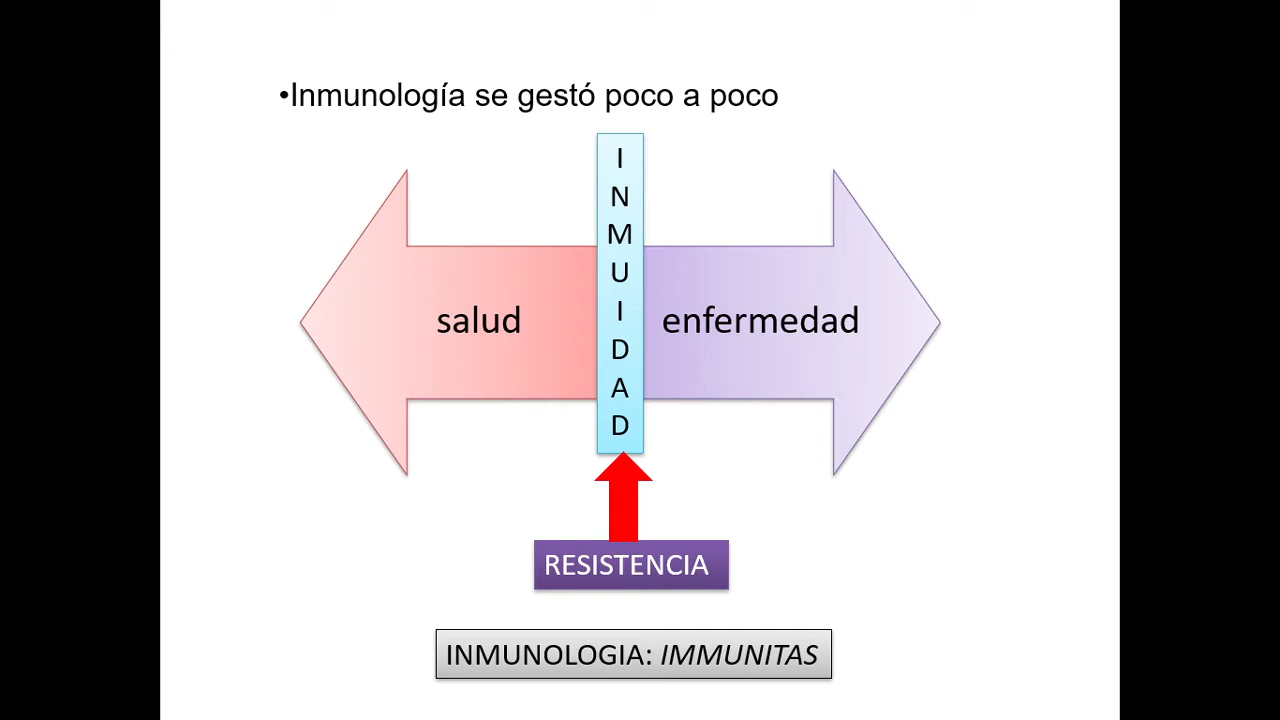 •Inmunología se gestó poco a poco
I
N
M
U
I
D
A
D
salud
enfermedad
RESISTENCIA
INMUNOLOGIA: IMMUNITAS